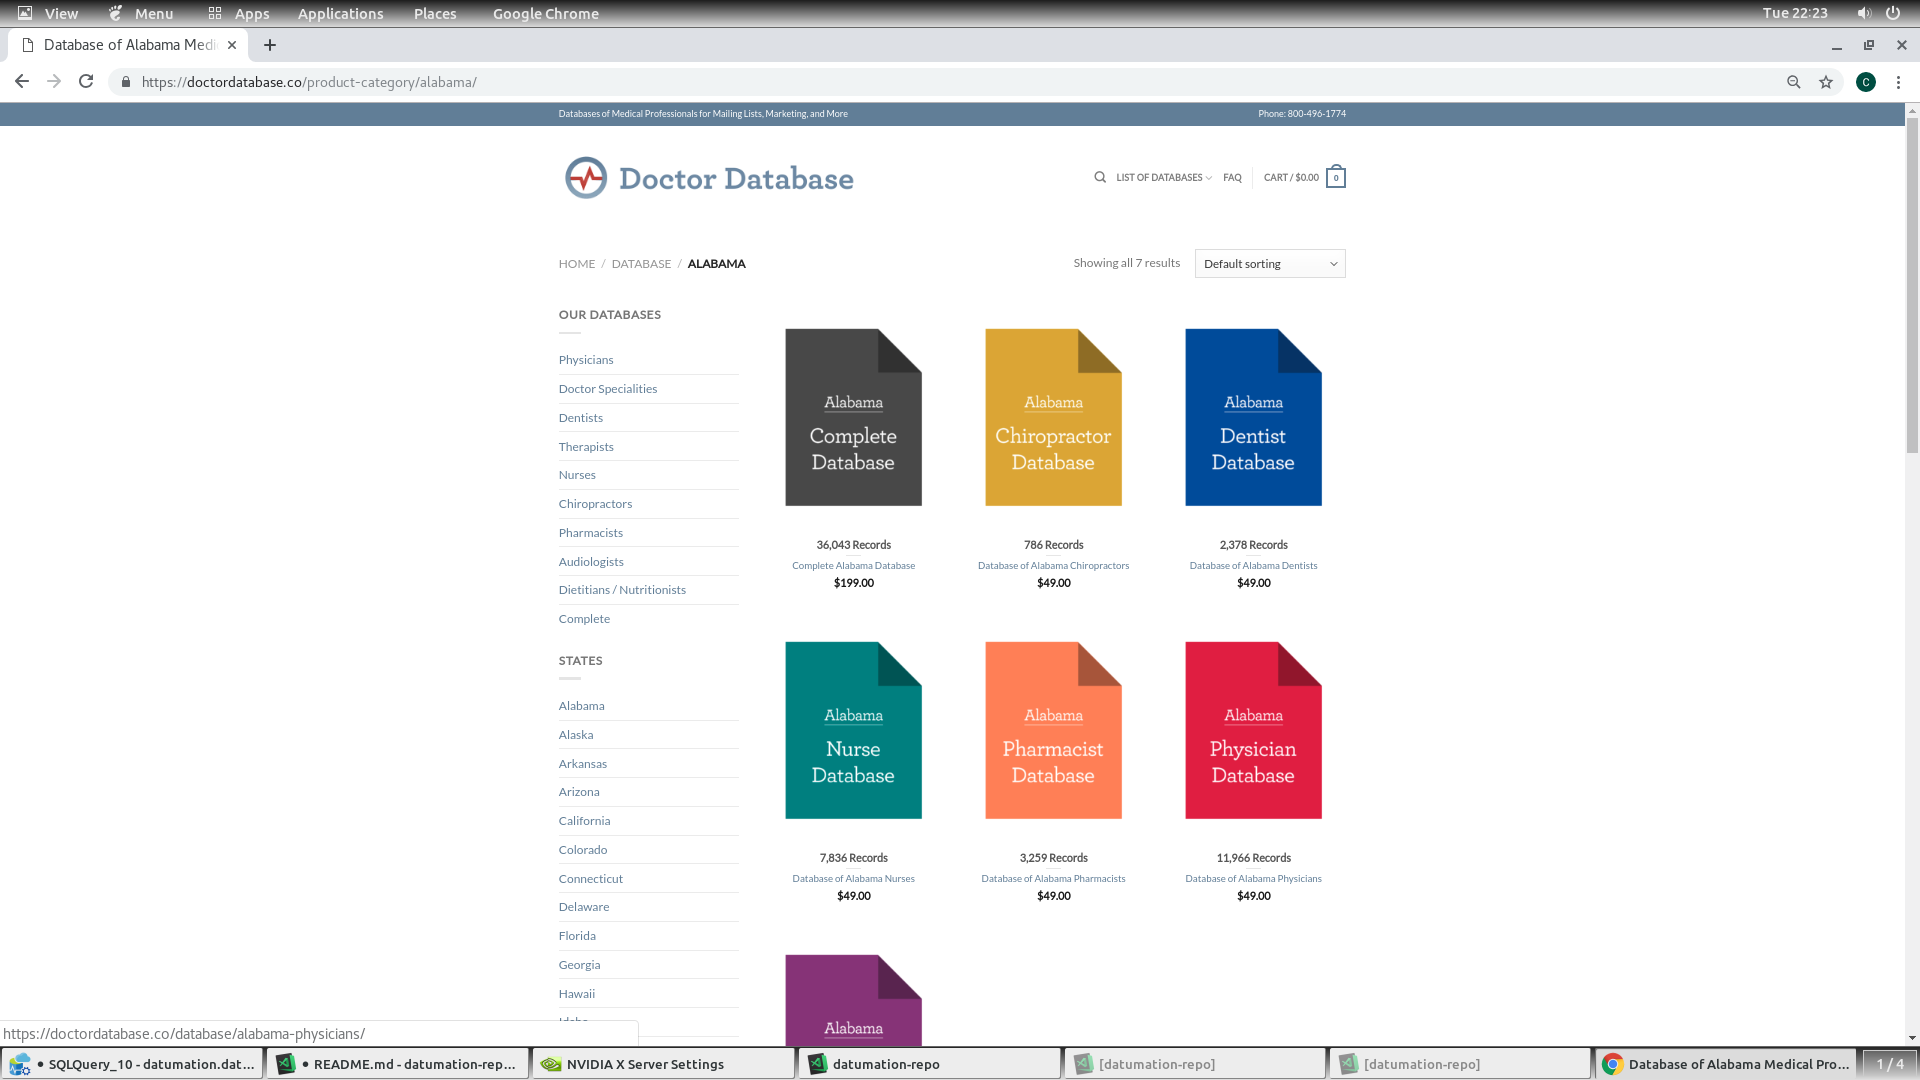 View Menu Apps Applications Places Google Chrome Tue 22:23
Database of Alabama Medi
https://doctordatabase.co/product-category/alabama/ C
Databases of Medical Professionals for Mailing Lists, Marketing, and More Phone: 800-496-1774
Doctor Database LIST OF DATABASES FAQ CART / $0.00 0
HOME / DATABASE / ALABAMA Showing all 7 results Default sorting
OUR DATABASES
Physicians
Doctor Specialities
Dentists
Therapists
Nurses
Chiropractors
Pharmacists
Audiologists
Dietitians / Nutritionists
Complete
STATES
Alabama
Alaska
Arkansas
Arizona
California
Colorado
Connecticut
Delaware
Florida
Georgia
Hawaii
Idaho
Alabama
Complete
Database
36,043 Records
Complete Alabama Database
$199.00
Alabama
Chiropractor
Database
786 Records
Database of Alabama Chiropractors
$49.00
Alabama
Dentist
Database
2,378 Records
Database of Alabama Dentists
$49.00
Alabama
Nurse
Database
7,836 Records
Database of Alabama Nurses
$49.00
Alabama
Pharmacist
Database
3,259 Records
Database of Alabama Pharmacists
$49.00
Alabama
Physician
Database
11,966 Records
Database of Alabama Physicians
$49.00
Alabama
https://doctordatabase.co/database/alabama-physicians/
• SQLQuery_10 - datumation.dat... • README.md - datumation-rep... NVIDIA X Server Settings datumation-repo [datumation-repo] [datumation-repo] Database of Alabama Medical Pro... 1 / 4